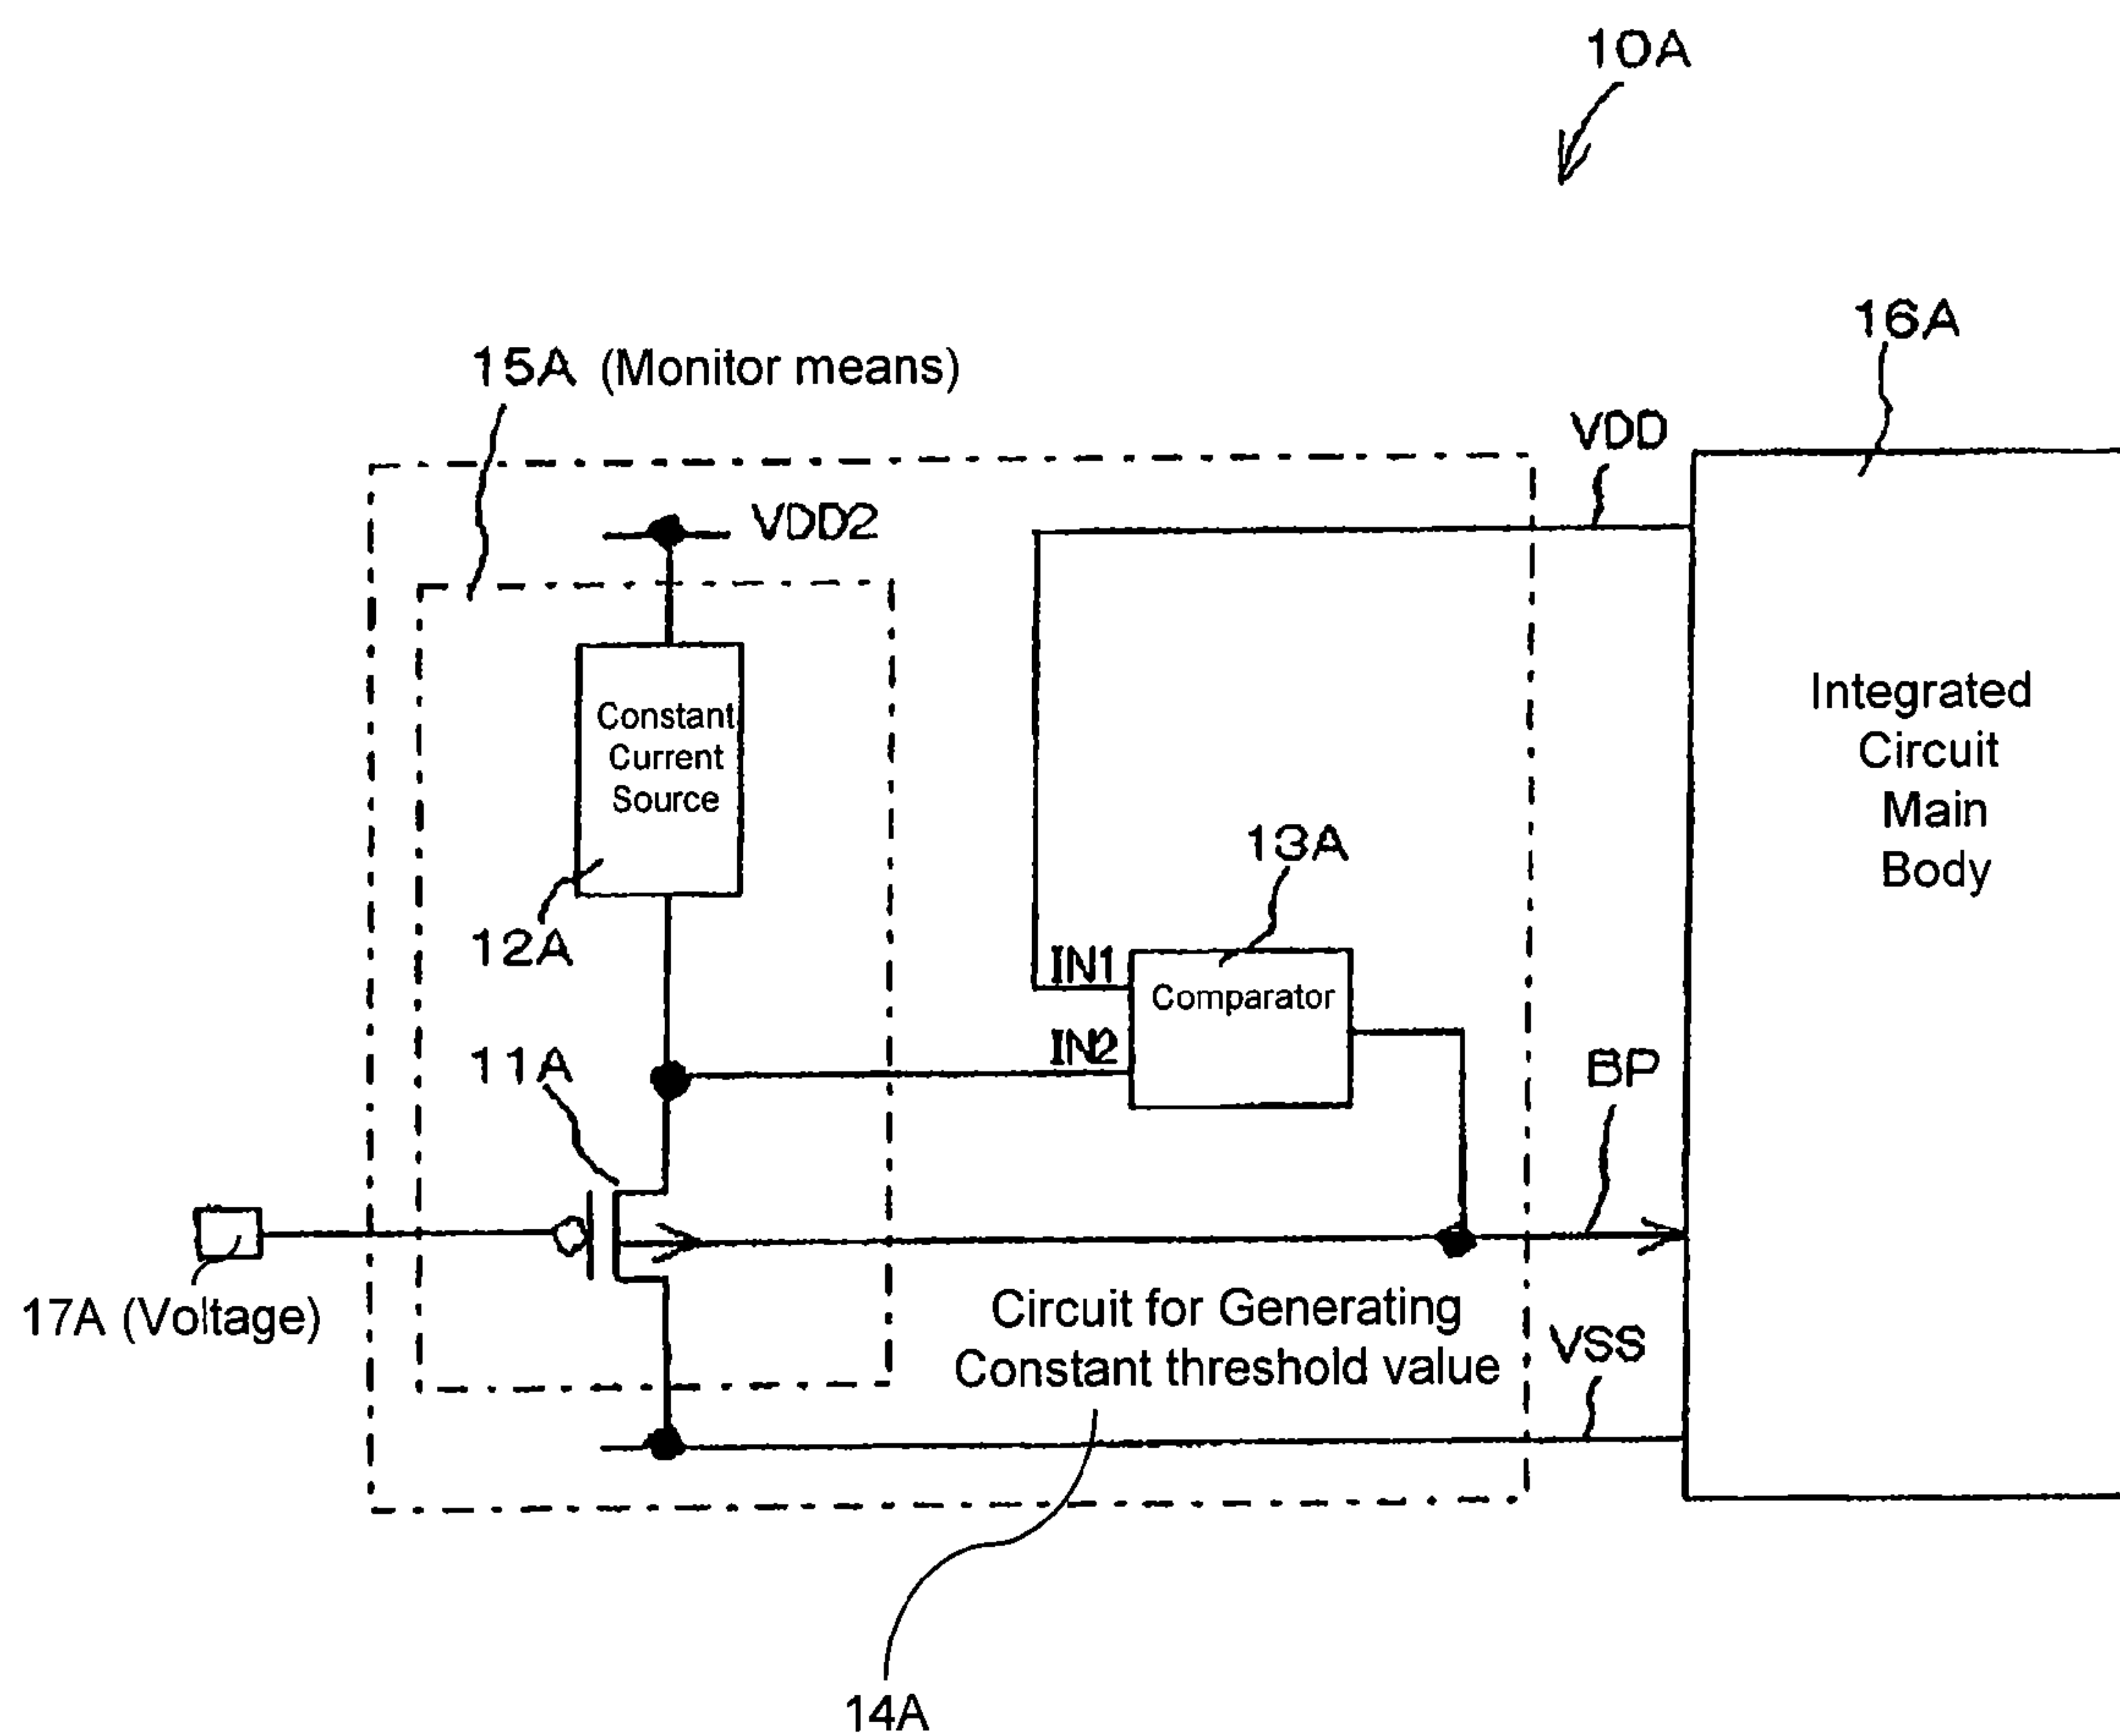 10A
16A
15A (Monitor means)
VDD
VDD2
Constant
Current
Source
Integrated
Circuit
Main
Body
13A
12A
IN1
Comparator
IN2
11A
BP
17A (Voltage)
Circuit for Generating
Constant threshold value
VSS
14A